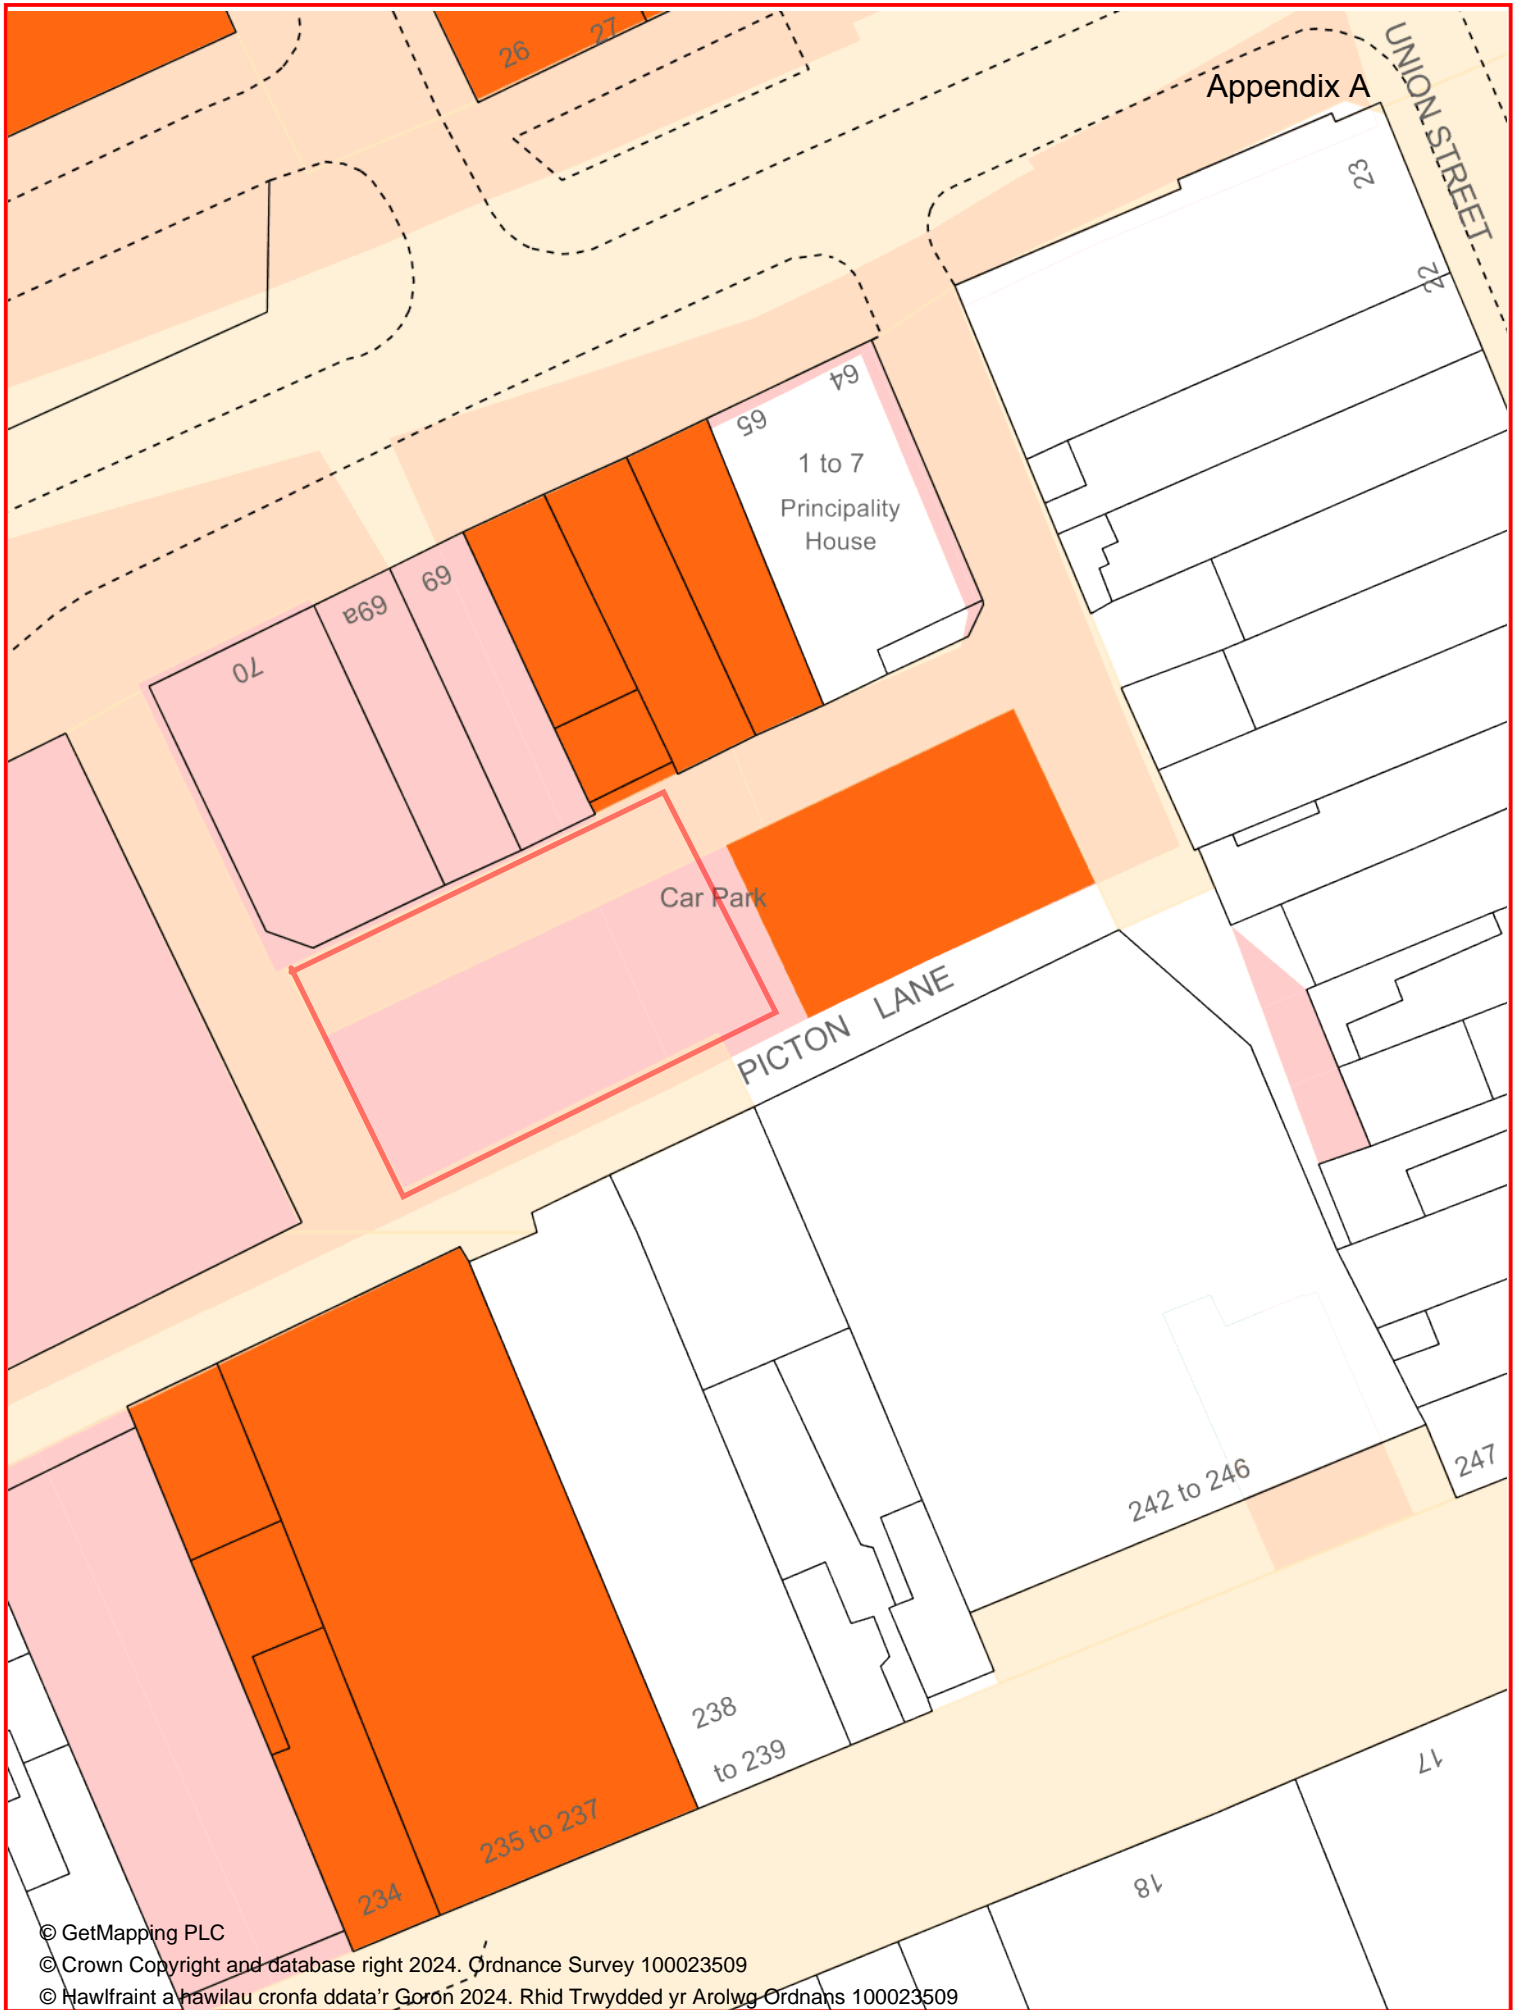 26
27
Appendix A
UNION STREET
23
22
64
65
1 to 7
Principality
House
69
69a
70
Car Park
PICTON LANE
242 to 246
247
238
to 239
235 to 237
234
17
18
© GetMapping PLC
© Crown Copyright and database right 2024. Ordnance Survey 100023509
© Hawlfraint a hawliau cronfa ddata'r Goron 2024. Rhid Trwydded yr Arolwg Ordnans 100023509